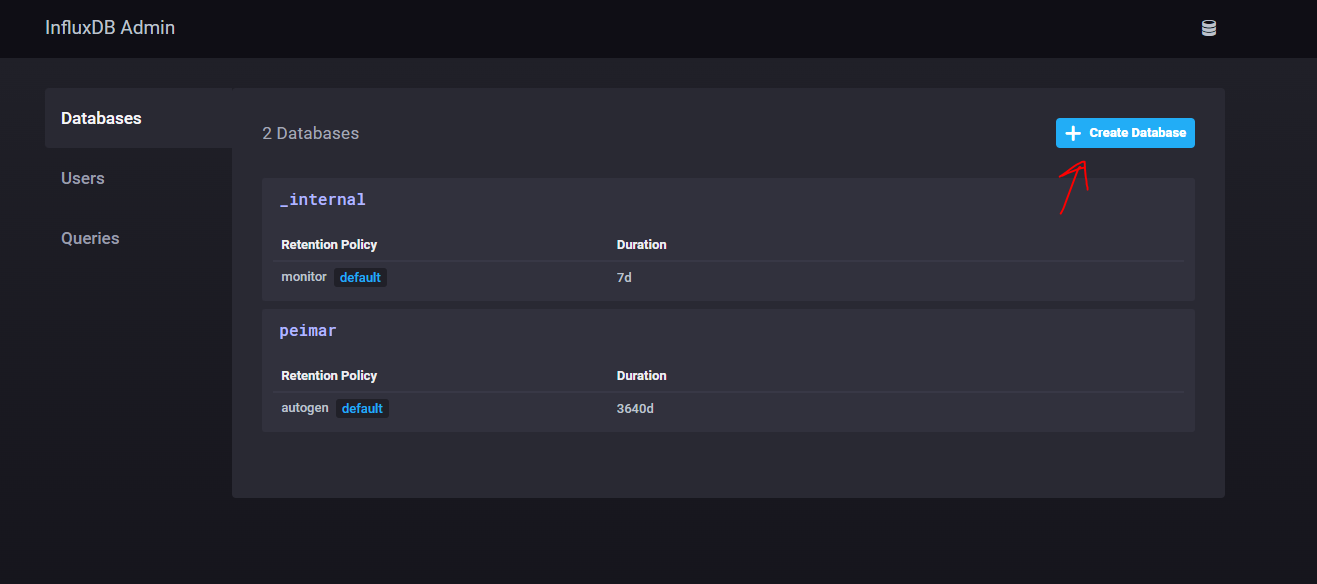 InfluxDB Admin
Databases
Users
Queries
2 Databases
Create Database
_internal
Retention Policy Duration
monitor default 7d
peimar
Retention Policy Duration
autogen default 3640d